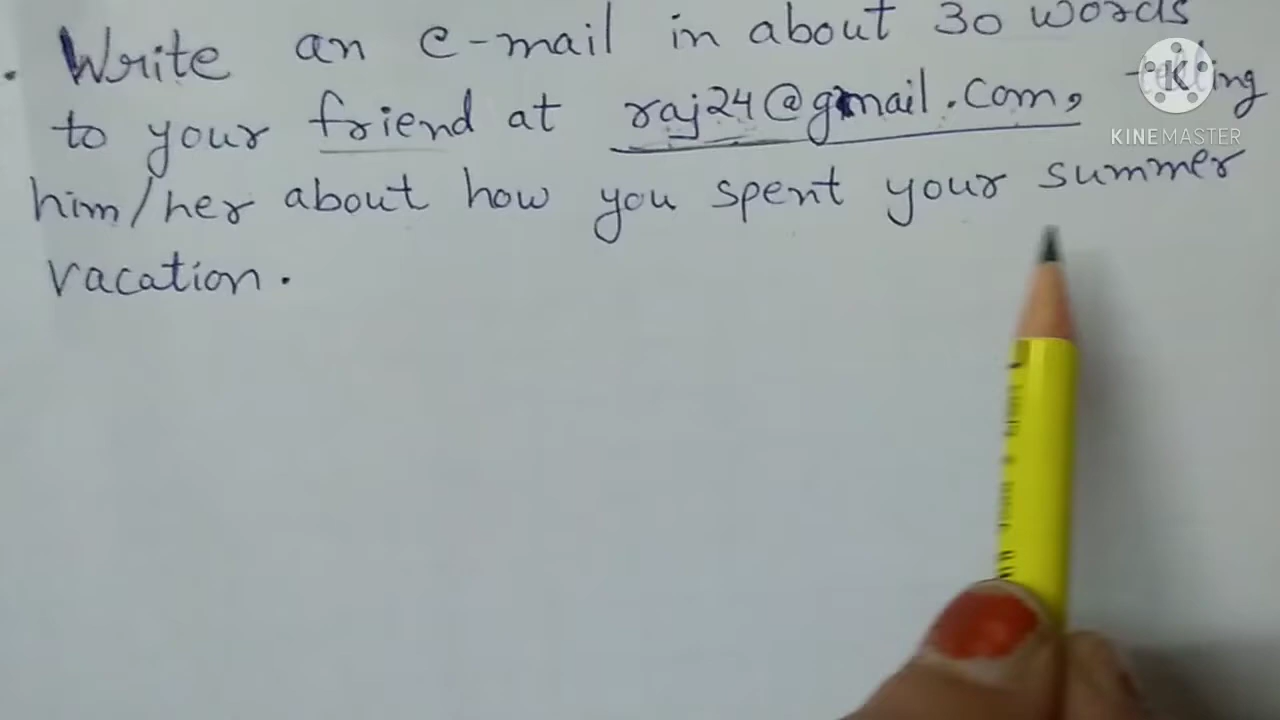 . Write an e-mail in about 30 words
to your friend at raj24@gmail.com, telling
him/her about how you spent your summer
vacation.
K
KINEMASTER